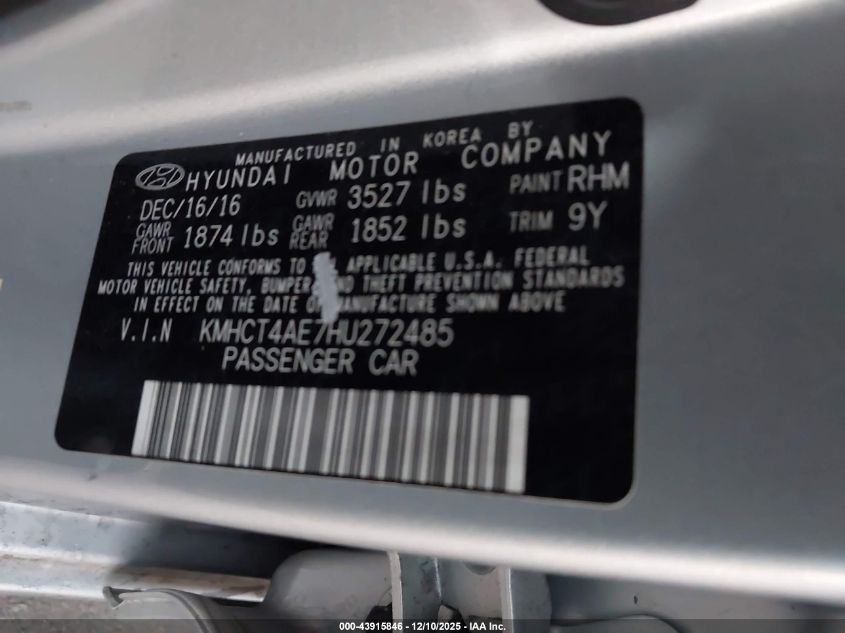 MANUFACTURED IN KOREA BY
HYUNDAI MOTOR COMPANY
DEC/16/16 GVWR 3527 lbs PAINT RHM
GAWR FRONT 1874 lbs GAWR REAR 1852 lbs TRIM 9Y
THIS VEHICLE CONFORMS TO APPLICABLE U.S.A. FEDERAL
MOTOR VEHICLE SAFETY, BUMPER AND THEFT PREVENTION STANDARDS
IN EFFECT ON THE DATE OF MANUFACTURE SHOWN ABOVE
V.I.N KMHCT4AE7HU272485
PASSENGER CAR
000-43915846 - 12/10/2025 - IAA Inc.